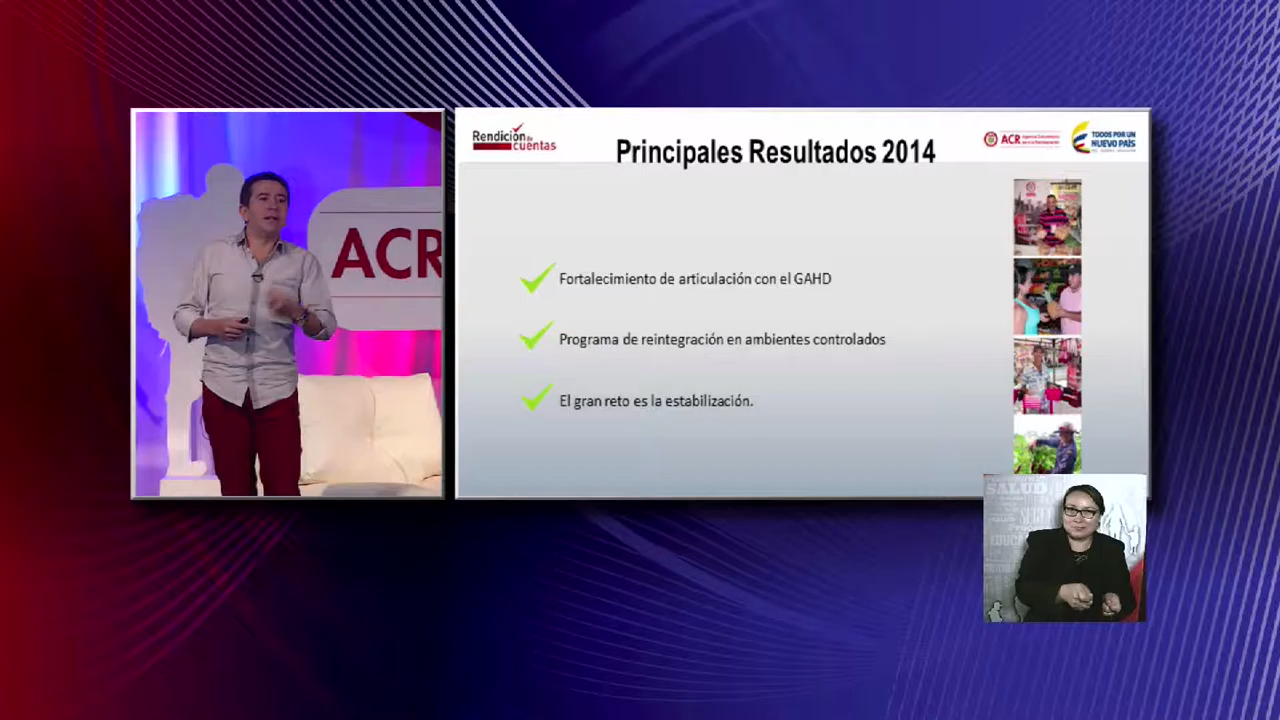 Rendición de
cuentas
Principales Resultados 2014
ACR
TODOS POR UN
NUEVO PAÍS
ACR
Fortalecimiento de articulación con el GAHD
Programa de reintegración en ambientes controlados
El gran reto es la estabilización.
SALUD